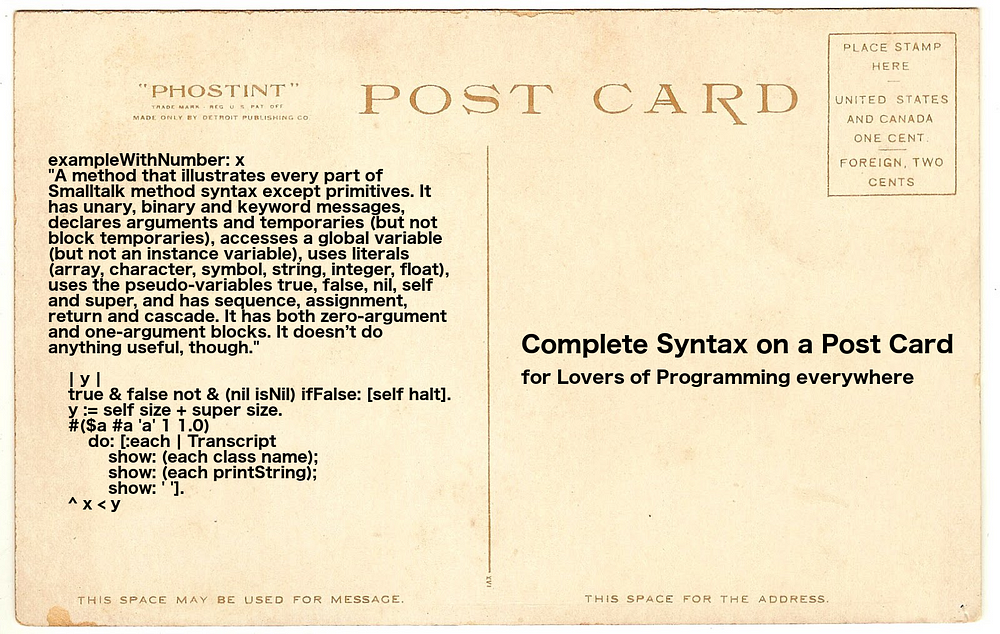 "PHOSTINT"
TRADE MARK - REG. U. S. PAT. OFF
MADE ONLY BY DETROIT PUBLISHING CO.
POST CARD
PLACE STAMP
HERE
UNITED STATES
AND CANADA
ONE CENT.
FOREIGN, TWO
CENTS
exampleWithNumber: x
"A method that illustrates every part of
Smalltalk method syntax except primitives. It
has unary, binary and keyword messages,
declares arguments and temporaries (but not
block temporaries), accesses a global variable
(but not an instance variable), uses literals
(array, character, symbol, string, integer, float),
uses the pseudo-variables true, false, nil, self
and super, and has sequence, assignment,
return and cascade. It has both zero-argument
and one-argument blocks. It doesn't do
anything useful, though."
| y |
true & false not & (nil isNil) ifFalse: [self halt].
y := self size + super size.
#($a #a 'a' 1 1.0)
do: [:each | Transcript
show: (each class name);
show: (each printString);
show: ' '].
^ x < y
Complete Syntax on a Post Card
for Lovers of Programming everywhere
THIS SPACE MAY BE USED FOR MESSAGE.
THIS SPACE FOR THE ADDRESS.